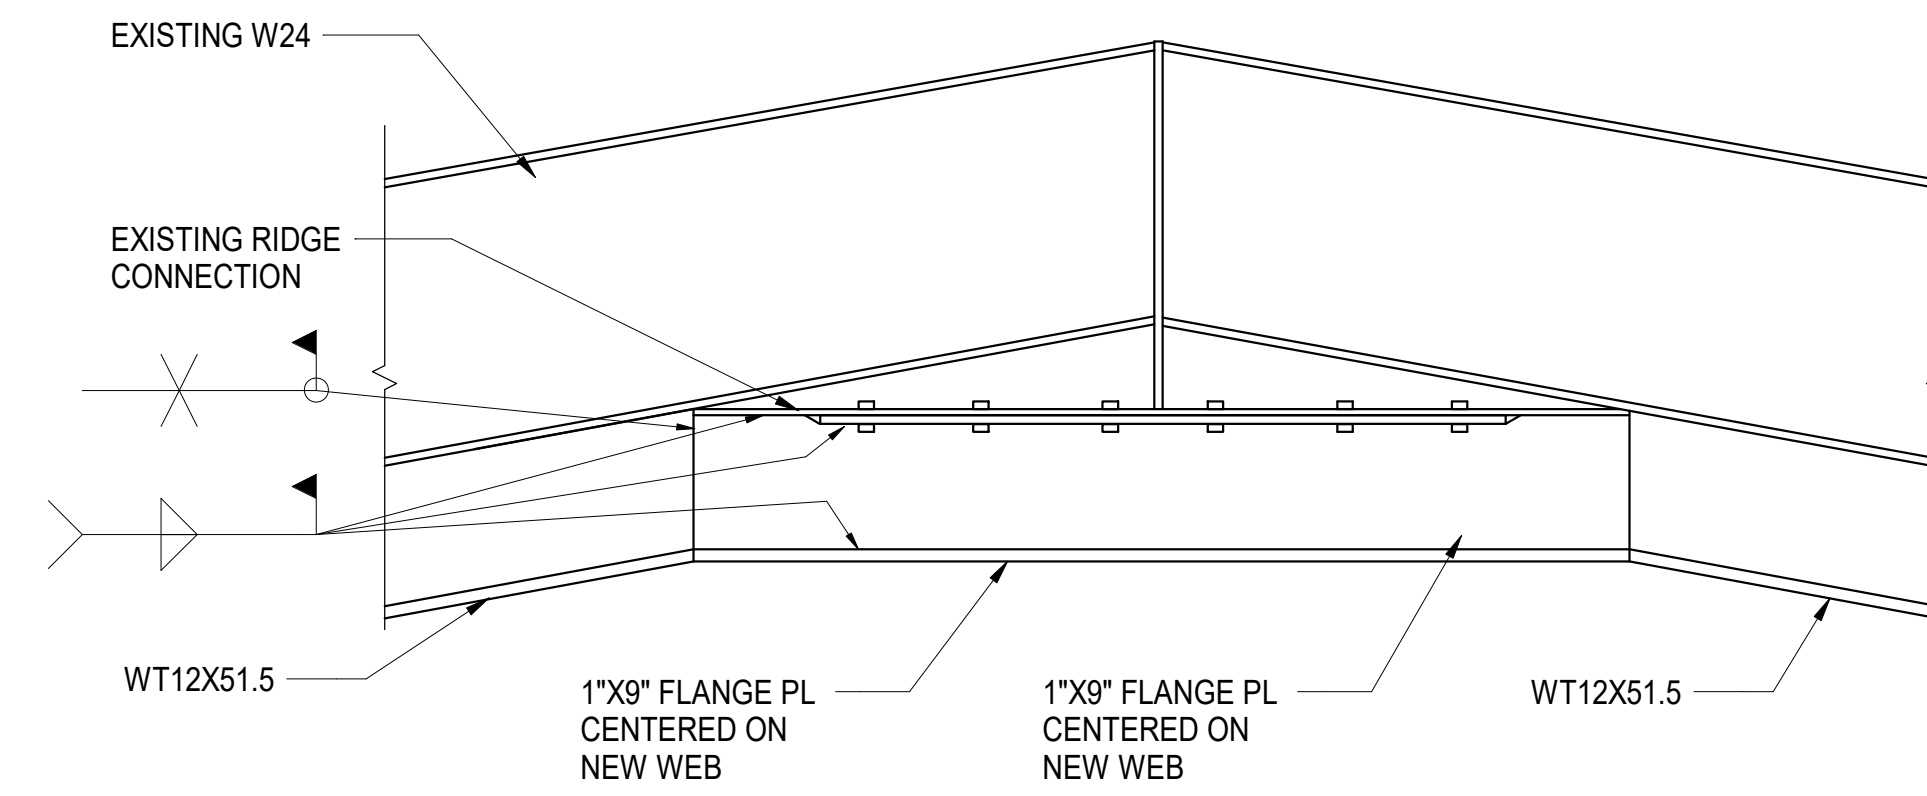 EXISTING W24
EXISTING RIDGE
CONNECTION
WT12X51.5
1"X9" FLANGE PL
CENTERED ON
NEW WEB
1"X9" FLANGE PL
CENTERED ON
NEW WEB
WT12X51.5